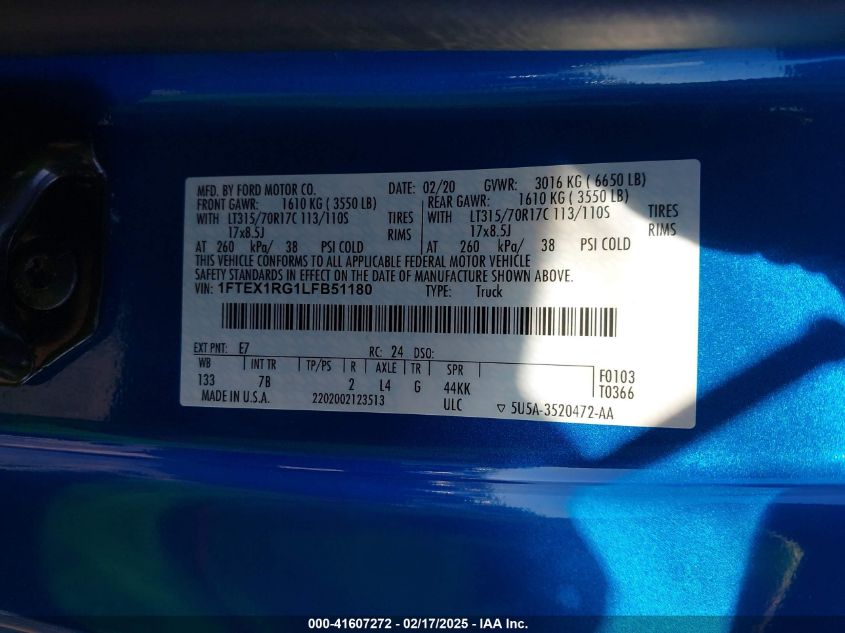 MFD. BY FORD MOTOR CO. DATE: 02/20 GVWR: 3016 KG ( 6650 LB)
FRONT GAWR: 1610 KG ( 3550 LB) REAR GAWR: 1610 KG ( 3550 LB)
WITH LT315/70R17C 113/110S TIRES WITH LT315/70R17C 113/110S TIRES
17x8.5J RIMS 17x8.5J RIMS
AT 260 kPa/ 38 PSI COLD AT 260 kPa/ 38 PSI COLD
THIS VEHICLE CONFORMS TO ALL APPLICABLE FEDERAL MOTOR VEHICLE
SAFETY STANDARDS IN EFFECT ON THE DATE OF MANUFACTURE SHOWN ABOVE.
VIN: 1FTEX1RG1LFB51180 TYPE: Truck
EXT PNT: E7 RC: 24 DSO:
WB INT TR TP/PS R AXLE TR SPR F0103
133 7B 2 L4 G 44KK T0366
MADE IN U.S.A. 2202002123513 ULC ▽ 5U5A-3520472-AA
000-41607272 - 02/17/2025 - IAA Inc.